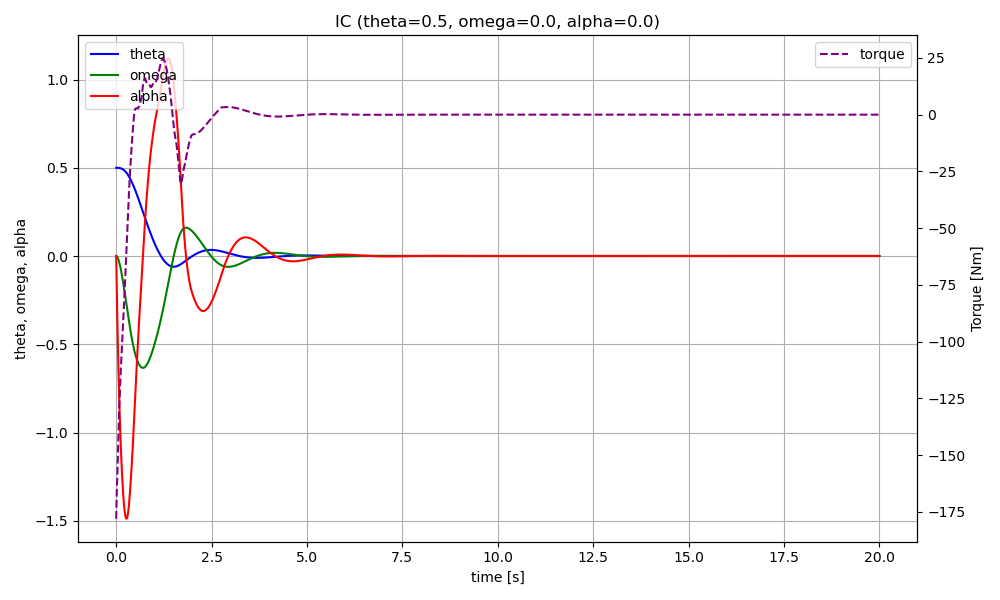 IC (theta=0.5, omega=0.0, alpha=0.0)
theta
omega
alpha
torque
1.0
0.5
0.0
−0.5
−1.0
−1.5
theta, omega, alpha
25
0
−25
−50
−75
−100
−125
−150
−175
Torque [Nm]
0.0 2.5 5.0 7.5 10.0 12.5 15.0 17.5 20.0
time [s]